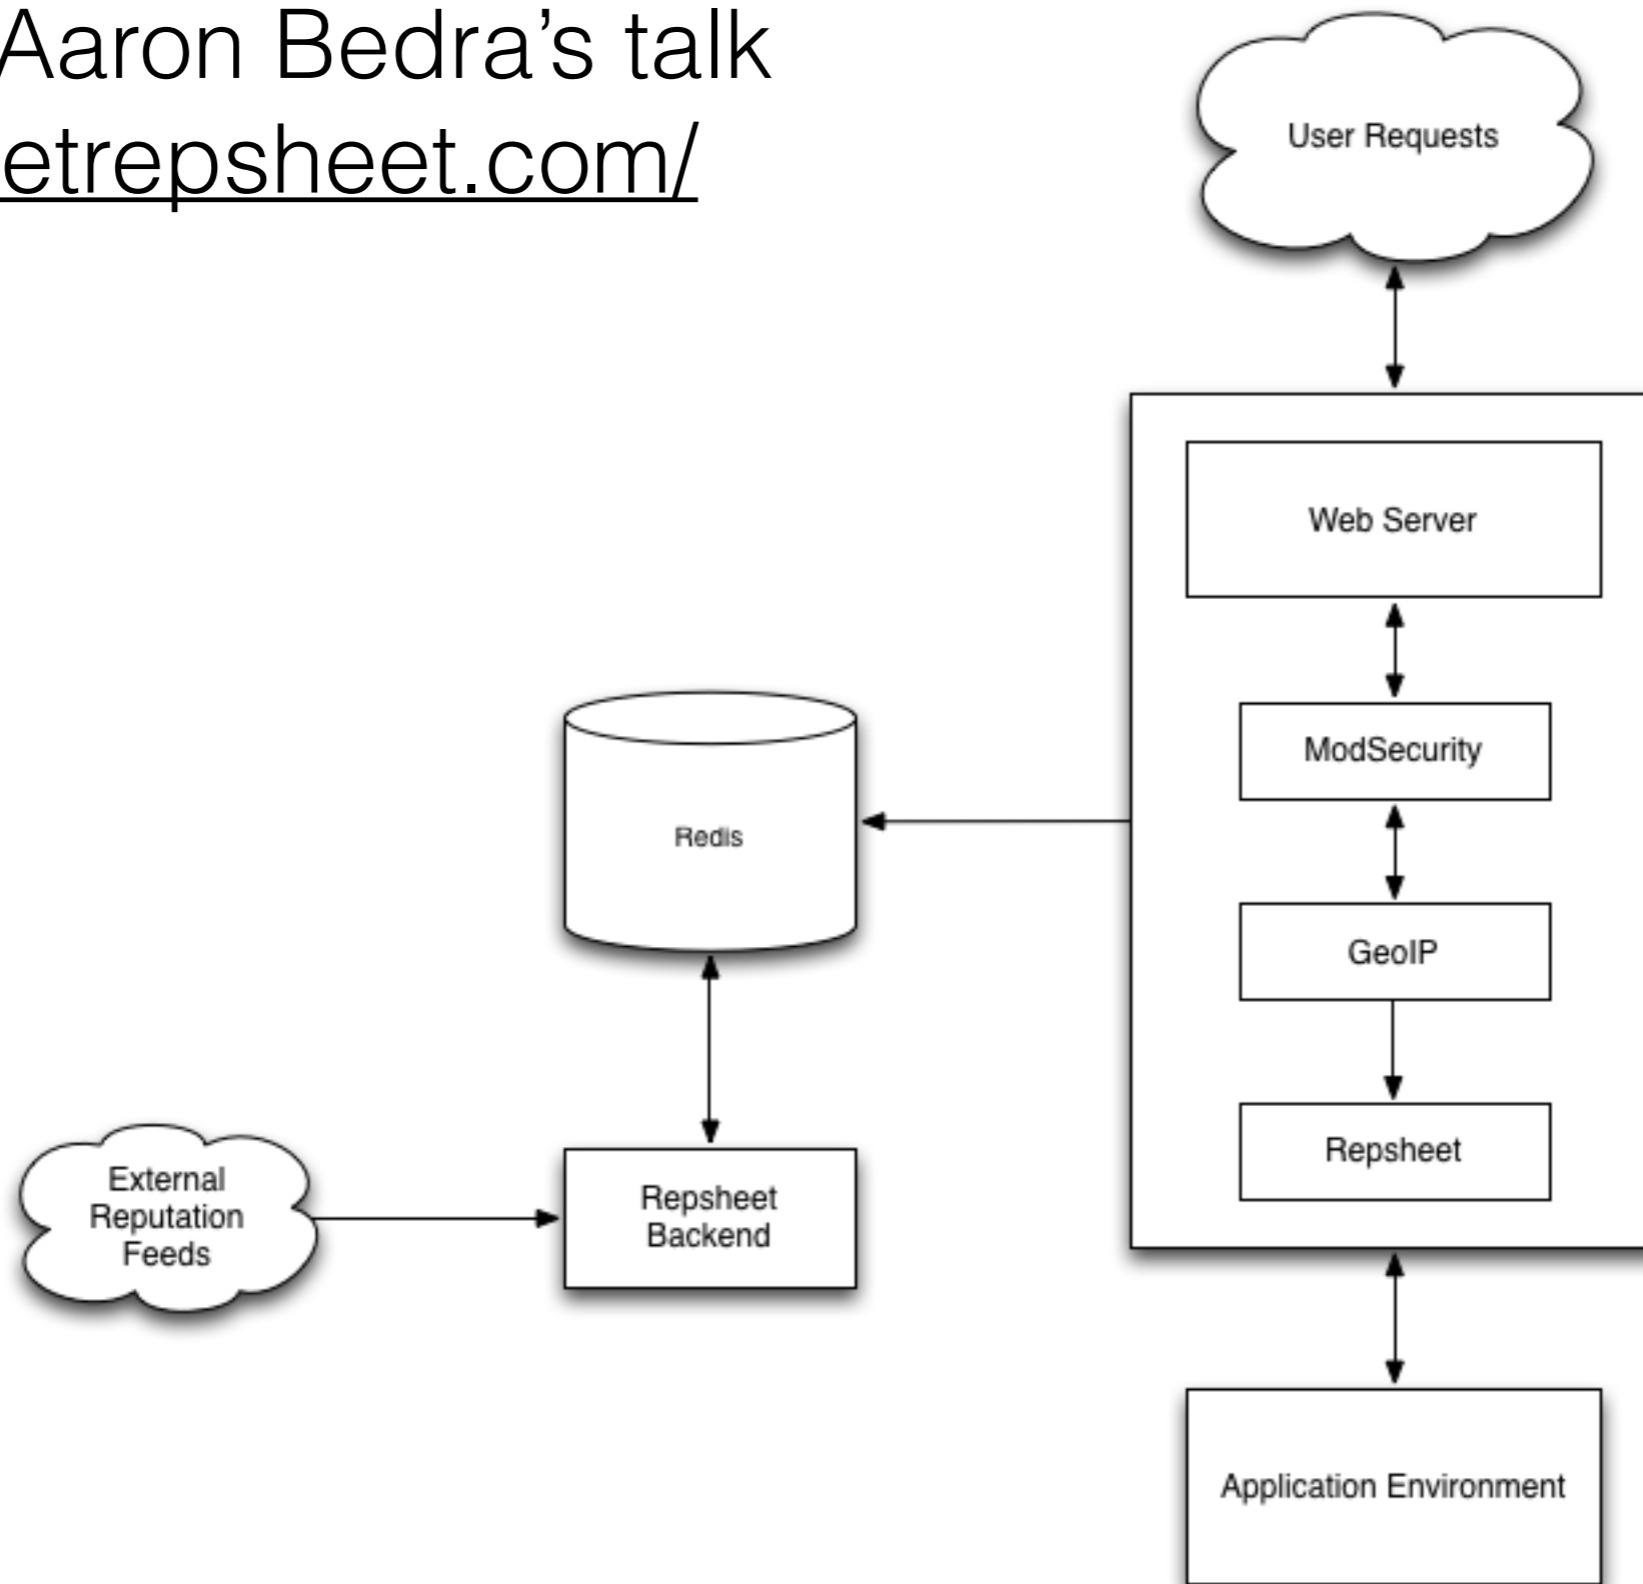 Aaron Bedra’s talk
etrepsheet.com/
User Requests
Web Server
ModSecurity
Redis
GeoIP
Repsheet
External
Reputation
Feeds
Repsheet
Backend
Application Environment